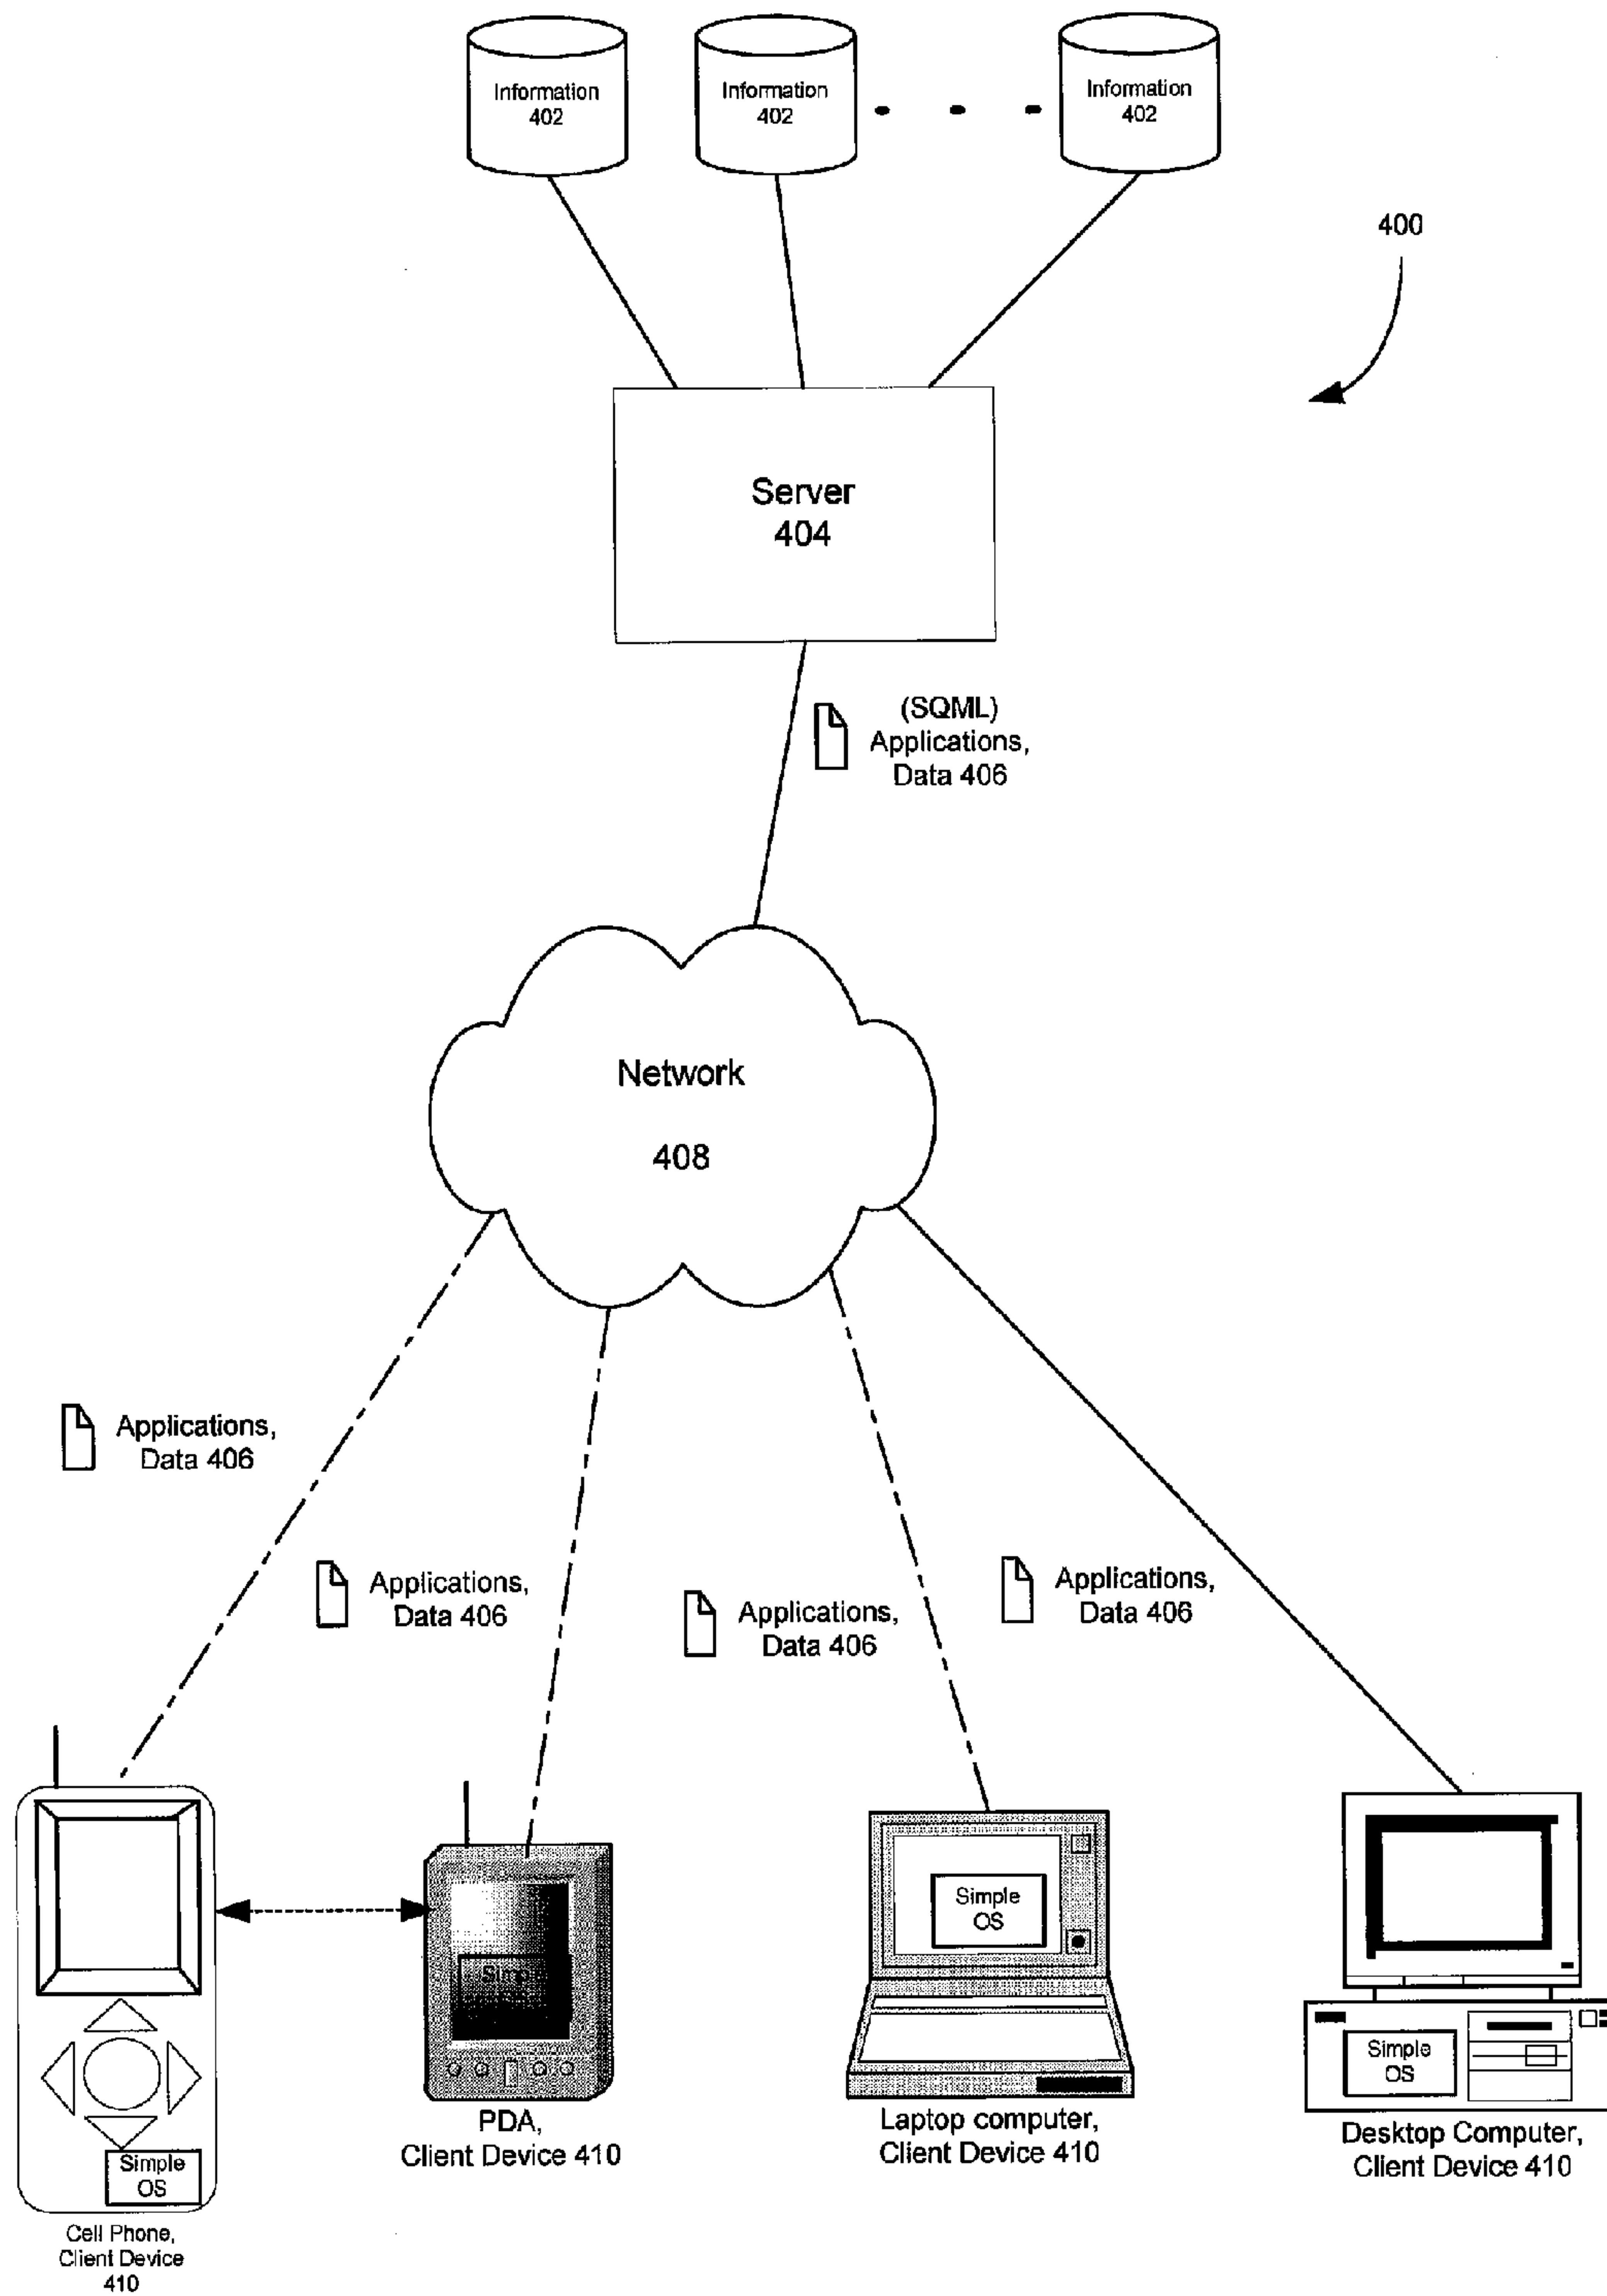 Information
402
Information
402
Information
402
400
Server
404
(SQML)
Applications,
Data 406
Network
408
Applications,
Data 406
Applications,
Data 406
Applications,
Data 406
Applications,
Data 406
Simple
OS
Simple
OS
Simple
OS
PDA,
Client Device 410
Laptop computer,
Client Device 410
Desktop Computer,
Client Device 410
Cell Phone,
Client Device
410